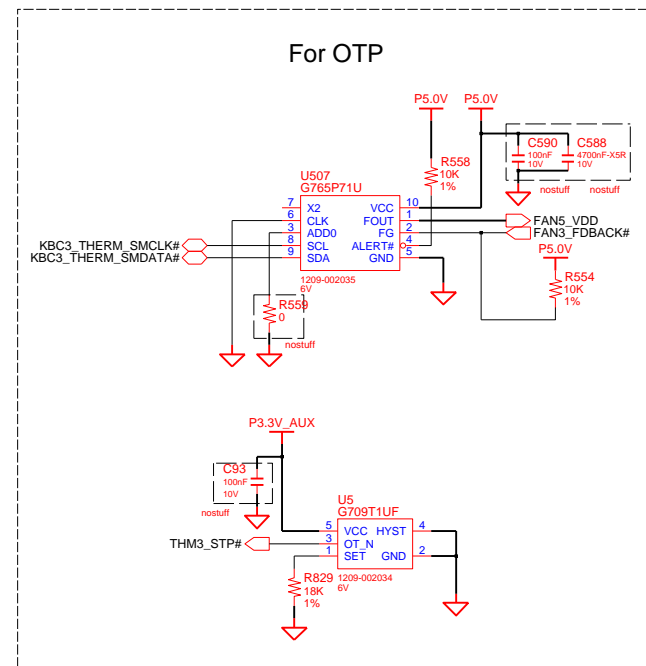 For OTP
P5.0V P5.0V
R558
10K
1%
C590
100nF
10V
nostuff
C588
4700nF-X5R
10V
nostuff
U507
G765P71U
7 X2
6 CLK
3 ADD0
8 SCL
9 SDA
VCC 10
FOUT 1
FG 2
ALERT# 4
GND 5
1209-002035
6V
KBC3_THERM_SMCLK#
KBC3_THERM_SMDATA#
FAN5_VDD
FAN3_FDBACK#
P5.0V
R554
10K
1%
R559
0
nostuff
P3.3V_AUX
C93
100nF
10V
nostuff
U5
G709T1UF
5 VCC HYST 4
3 OT_N
1 SET GND 2
1209-002034
6V
THM3_STP#
R829
18K
1%